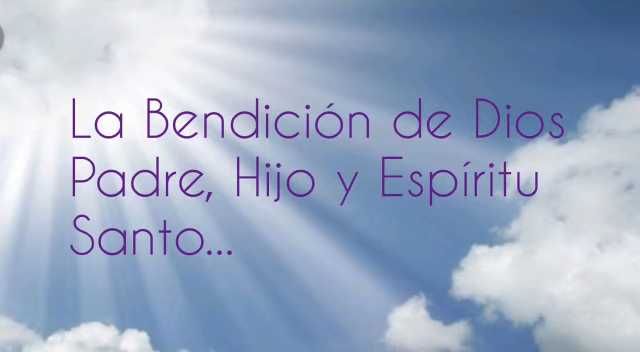 La Bendición de Dios
Padre, Hijo y Espíritu
Santo...